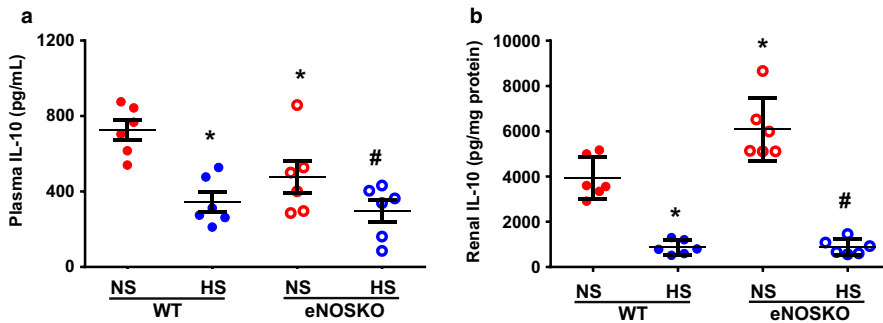 a
Plasma IL-10 (pg/mL)
1200
800
400
0
*
*
#
NS HS NS HS
WT eNOSKO
b
Renal IL-10 (pg/mg protein)
10000
8000
6000
4000
2000
0
*
*
#
NS HS NS HS
WT eNOSKO